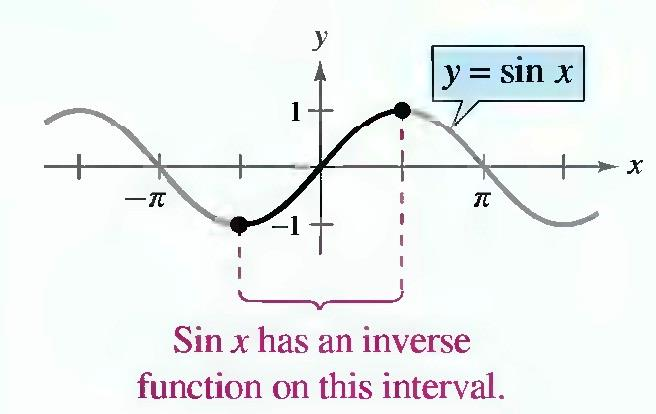 y
y = sin x
1
x
−π
π
−1
Sin x has an inverse
function on this interval.